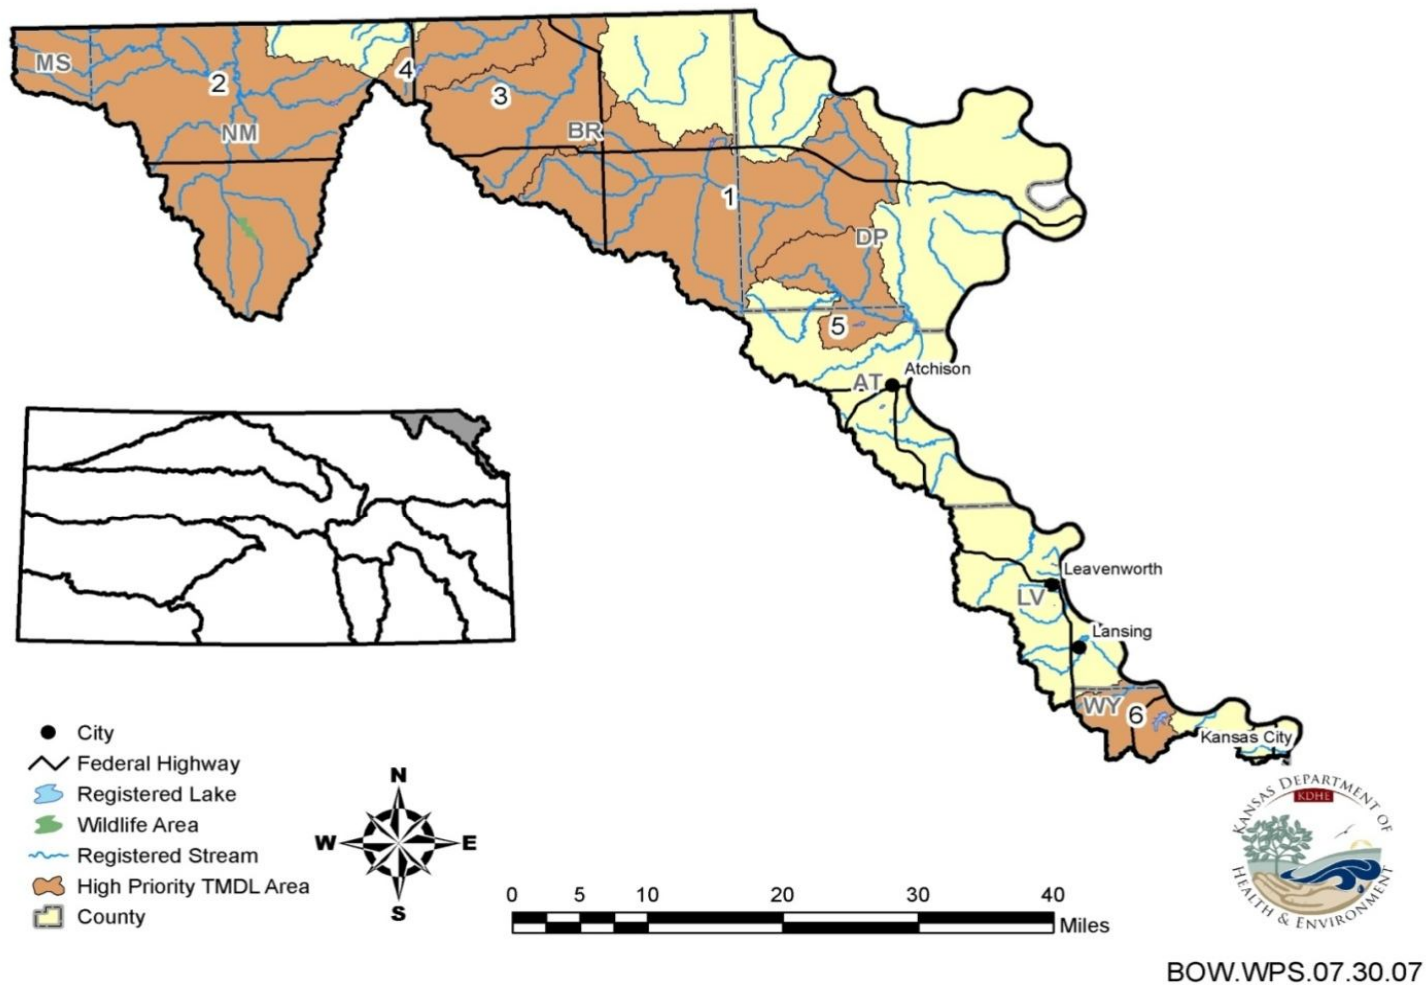 MS
2
4
3
NM
BR
1
DP
5
AT
Atchison
Leavenworth
LV
Lansing
WY
6
Kansas City
City
Federal Highway
Registered Lake
Wildlife Area
Registered Stream
High Priority TMDL Area
County
N
W
E
S
0 5 10 20 30 40
Miles
KANSAS DEPARTMENT OF
KDHE
HEALTH & ENVIRONMENT
BOW.WPS.07.30.07